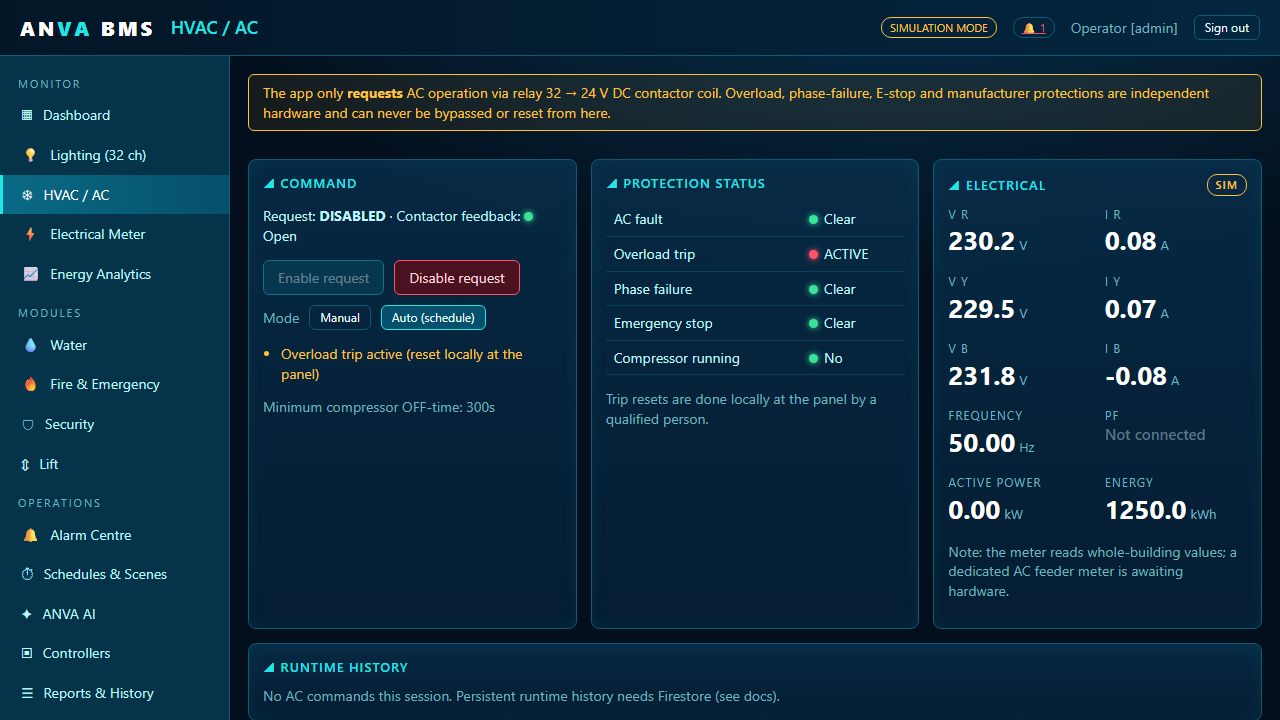 ANVA BMS HVAC / AC
SIMULATION MODE
🔔 1
Operator [admin]
Sign out
MONITOR
Dashboard
Lighting (32 ch)
HVAC / AC
Electrical Meter
Energy Analytics
MODULES
Water
Fire & Emergency
Security
Lift
OPERATIONS
Alarm Centre
Schedules & Scenes
ANVA AI
Controllers
Reports & History
The app only requests AC operation via relay 32 → 24 V DC contactor coil. Overload, phase-failure, E-stop and manufacturer protections are independent
hardware and can never be bypassed or reset from here.
COMMAND
Request: DISABLED · Contactor feedback:
Open
Enable request
Disable request
Mode Manual Auto (schedule)
• Overload trip active (reset locally at the
panel)
Minimum compressor OFF-time: 300s
PROTECTION STATUS
AC fault Clear
Overload trip ACTIVE
Phase failure Clear
Emergency stop Clear
Compressor running No
Trip resets are done locally at the panel by a
qualified person.
ELECTRICAL
SIM
V R I R
230.2 V 0.08 A
V Y I Y
229.5 V 0.07 A
V B I B
231.8 V -0.08 A
FREQUENCY PF
50.00 Hz Not connected
ACTIVE POWER ENERGY
0.00 kW 1250.0 kWh
Note: the meter reads whole-building values; a
dedicated AC feeder meter is awaiting
hardware.
RUNTIME HISTORY
No AC commands this session. Persistent runtime history needs Firestore (see docs).